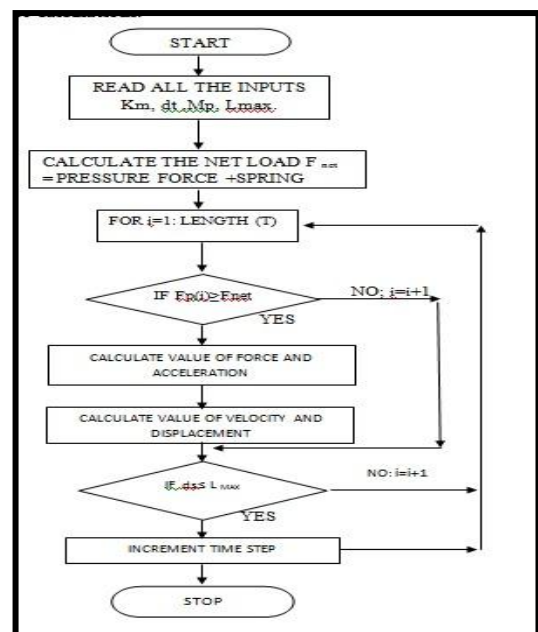 START
READ ALL THE INPUTS
Km, dt ,Mp, Lmax.
CALCULATE THE NET LOAD F net
=PRESSURE FORCE +SPRING
FOR i=1: LENGTH (T)
IF Fp(i)≥Fnet
NO; i=i+1
YES
CALCULATE VALUE OF FORCE AND
ACCELERATION
CALCULATE VALUE OF VELOCITY AND
DISPLACEMENT
IF ds≤ L MAX
NO: i=i+1
YES
INCREMENT TIME STEP
STOP